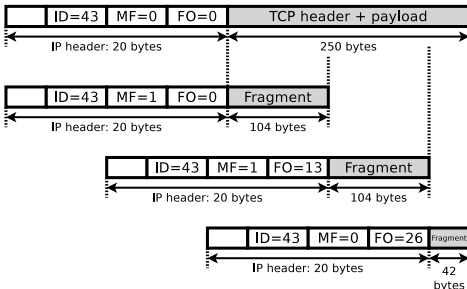 ID=43 MF=0 FO=0 TCP header + payload
IP header: 20 bytes 250 bytes
ID=43 MF=1 FO=0 Fragment
IP header: 20 bytes 104 bytes
ID=43 MF=1 FO=13 Fragment
IP header: 20 bytes 104 bytes
ID=43 MF=0 FO=26 Fragment
IP header: 20 bytes 42
bytes